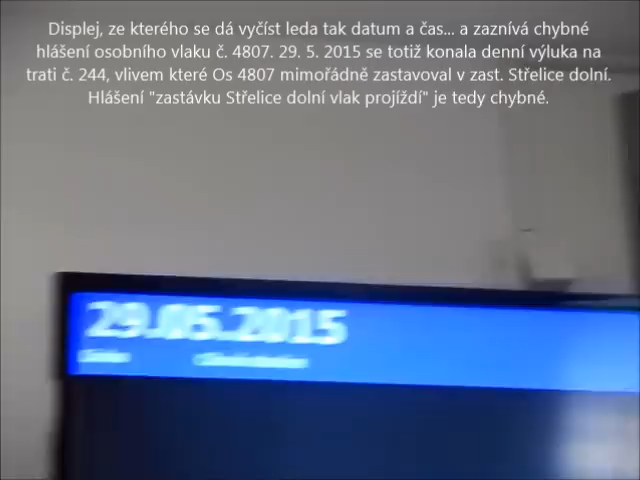 Displej, ze kterého se dá vyčíst leda tak datum a čas... a zaznívá chybné
hlášení osobního vlaku č. 4807. 29. 5. 2015 se totiž konala denní výluka na
trati č. 244, vlivem které Os 4807 mimořádně zastavoval v zast. Střelice dolní.
Hlášení "zastávku Střelice dolní vlak projíždí" je tedy chybné.
29.05.2015